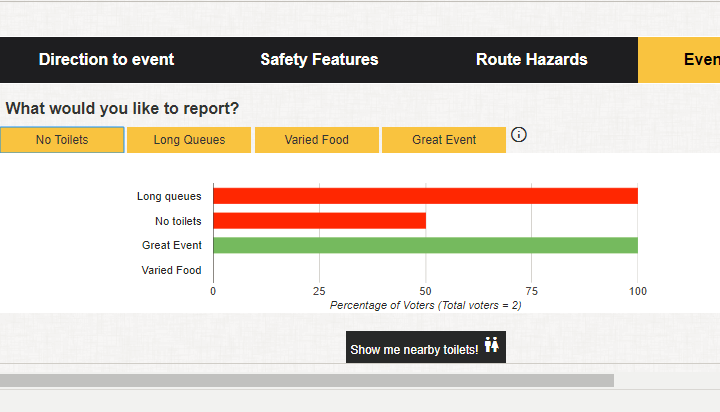 Direction to event Safety Features Route Hazards Even
What would you like to report?
No Toilets Long Queues Varied Food Great Event
Long queues
No toilets
Great Event
Varied Food
0 25 50 75 100
Percentage of Voters (Total voters = 2)
Show me nearby toilets!